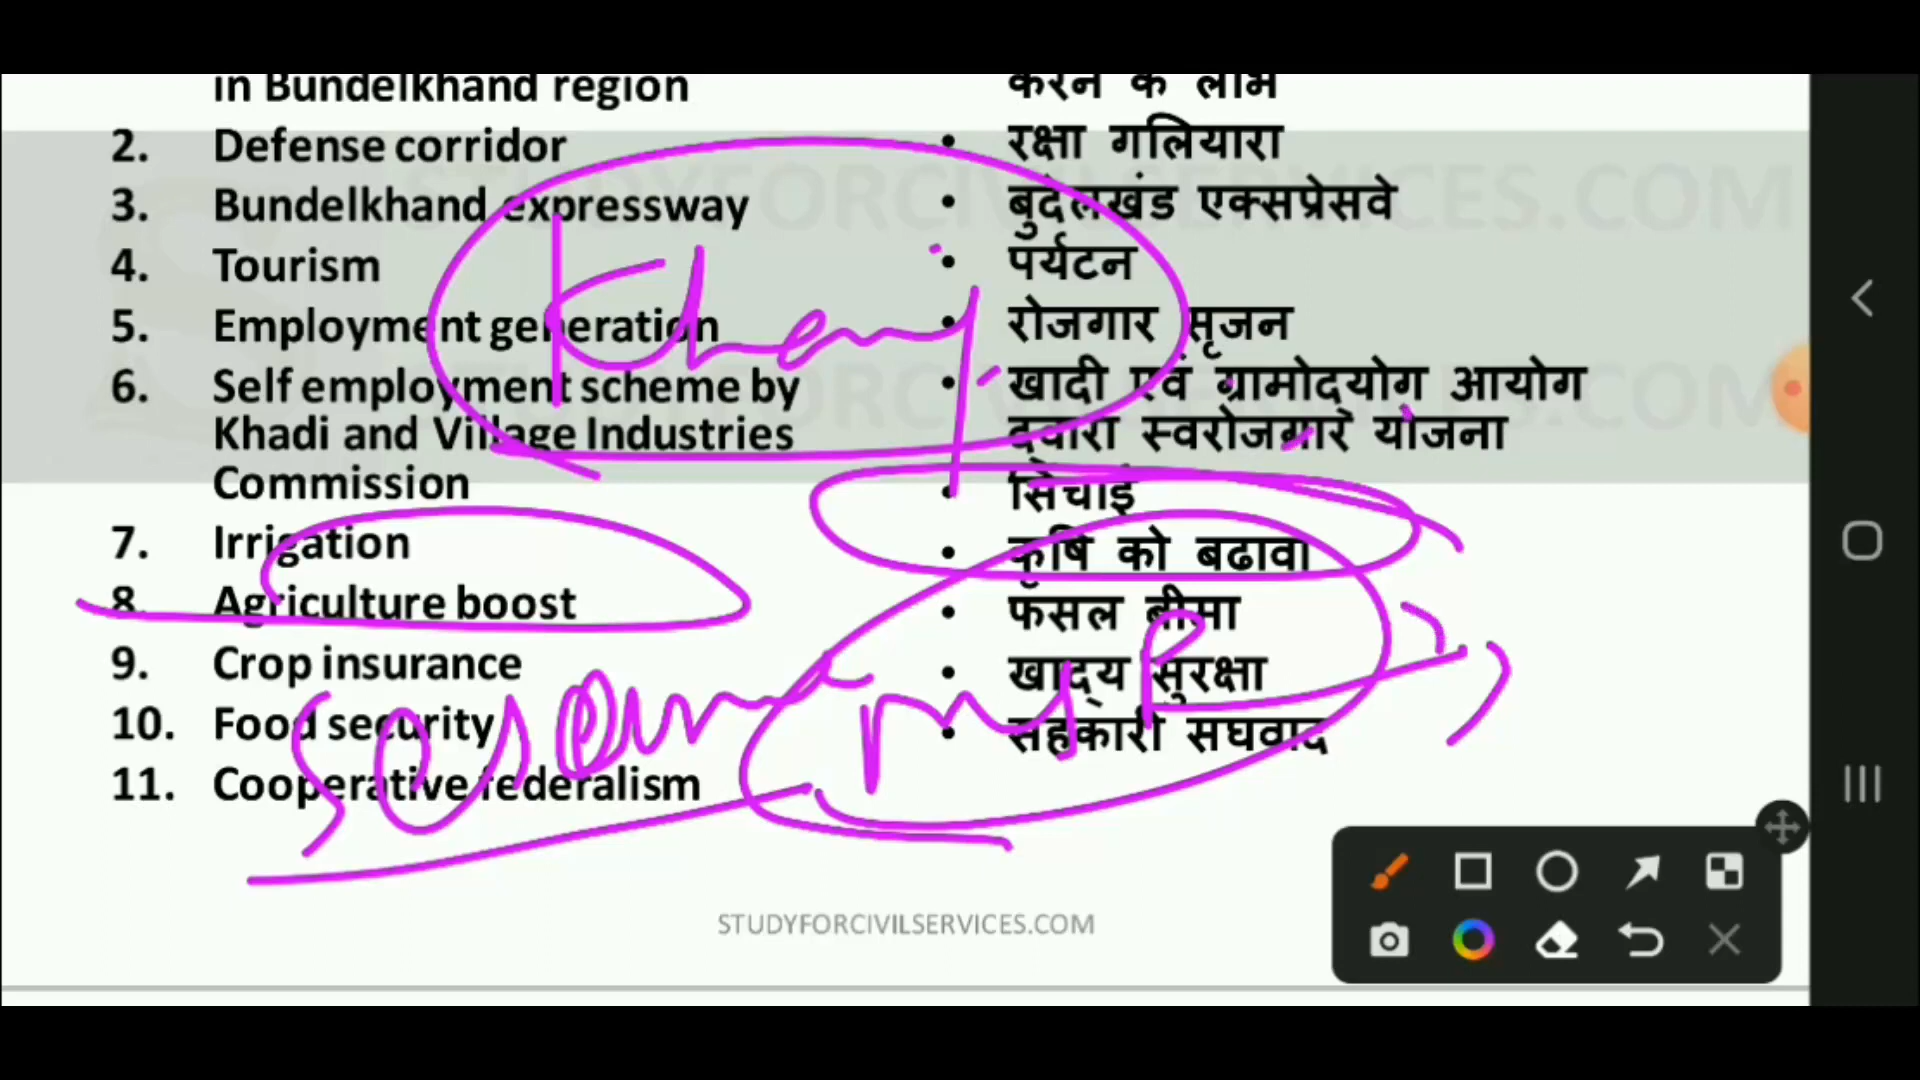 in Bundelkhand region
2. Defense corridor
3. Bundelkhand expressway
4. Tourism
5. Employment generation
6. Self employment scheme by
Khadi and Village Industries
Commission
7. Irrigation
8. Agriculture boost
9. Crop insurance
10. Food security
11. Cooperative federalism
करने के लाभ
• रक्षा गलियारा
• बुंदेलखंड एक्सप्रेसवे
• पर्यटन
• रोजगार सृजन
• खादी एवं ग्रामोद्योग आयोग
द्वारा स्वरोजगार योजना
• सिंचाई
• कृषि को बढावा
• फसल बीमा
• खाद्य सुरक्षा
• सहकारी संघवाद
STUDYFORCIVILSERVICES.COM